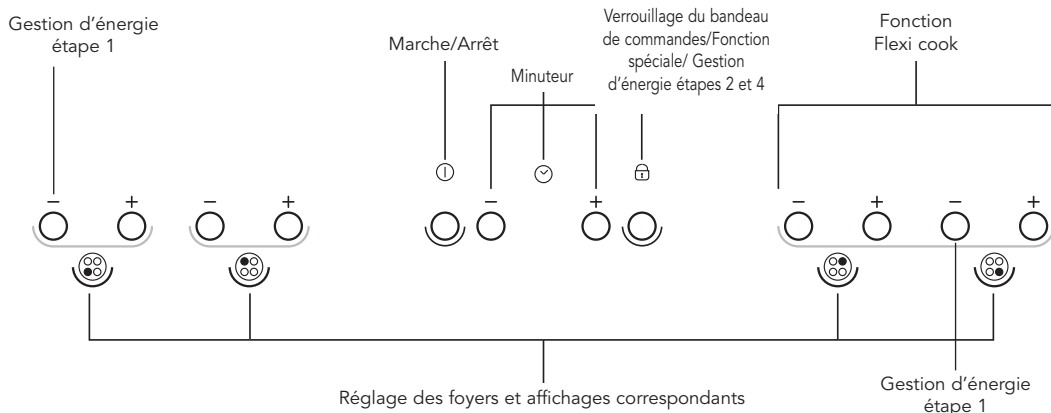 Gestion d'énergie
étape 1
Marche/Arrêt
Minuteur
Verrouillage du bandeau
de commandes/Fonction
spéciale/ Gestion
d'énergie étapes 2 et 4
Fonction
Flexi cook
− + − + − + − + − +
Réglage des foyers et affichages correspondants
Gestion d'énergie
étape 1